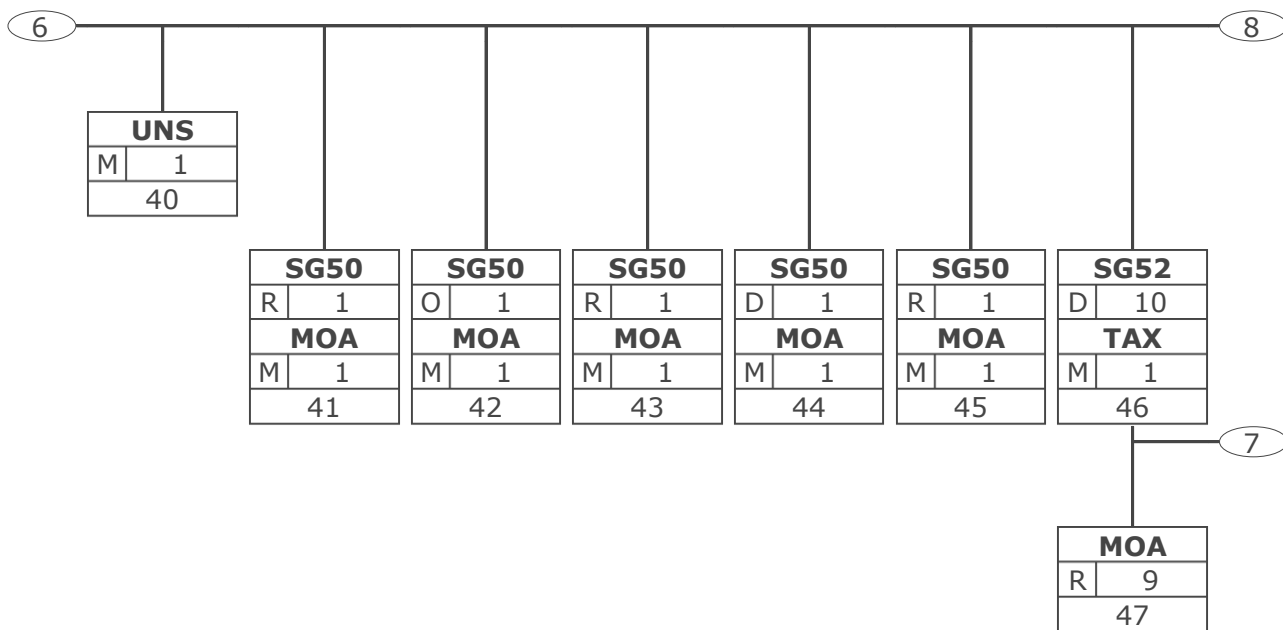 6
8
UNS
M 1
40
SG50 SG50 SG50 SG50 SG50 SG52
R 1 O 1 R 1 D 1 R 1 D 10
MOA MOA MOA MOA MOA TAX
M 1 M 1 M 1 M 1 M 1 M 1
41 42 43 44 45 46
7
MOA
R 9
47